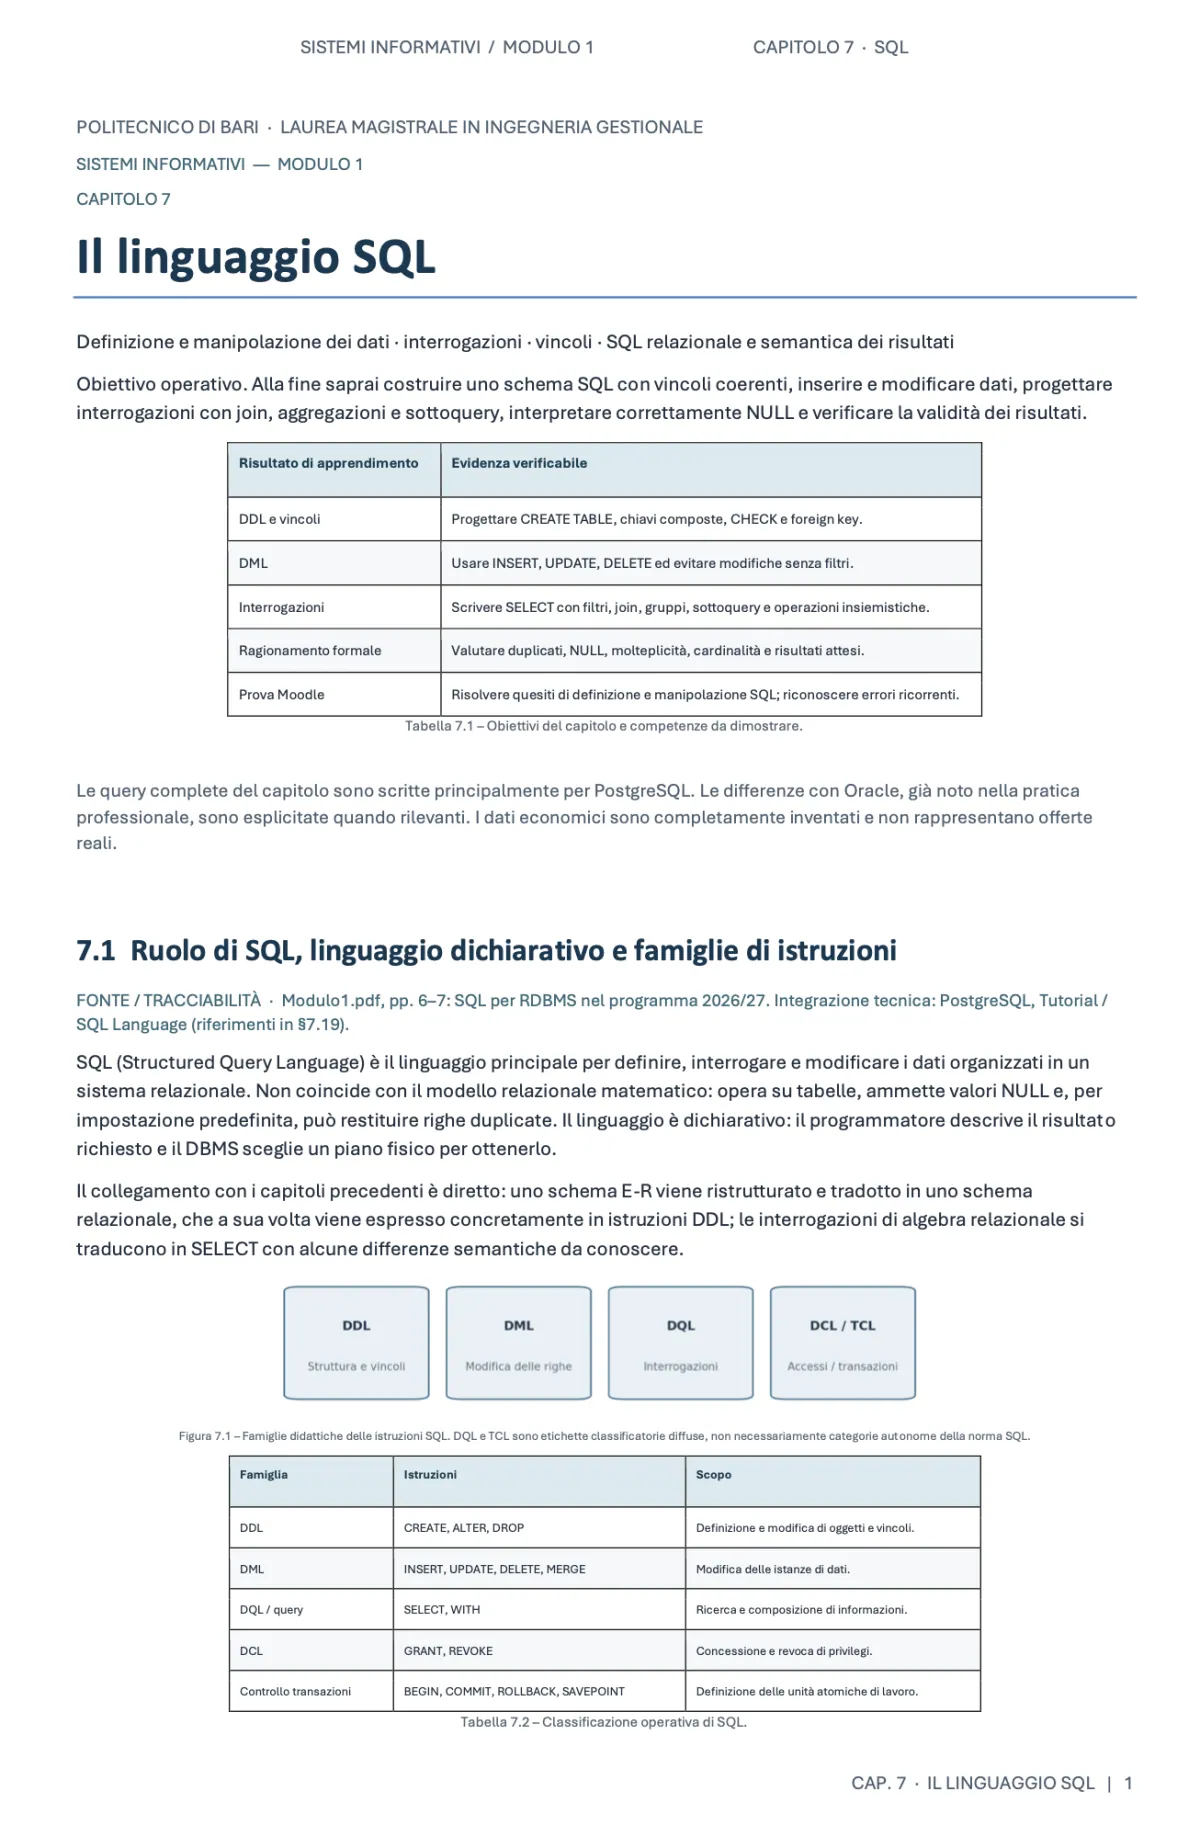 SISTEMI INFORMATIVI / MODULO 1 CAPITOLO 7 · SQL
POLITECNICO DI BARI · LAUREA MAGISTRALE IN INGEGNERIA GESTIONALE
SISTEMI INFORMATIVI — MODULO 1
CAPITOLO 7
Il linguaggio SQL
Definizione e manipolazione dei dati · interrogazioni · vincoli · SQL relazionale e semantica dei risultati
Obiettivo operativo. Alla fine saprai costruire uno schema SQL con vincoli coerenti, inserire e modificare dati, progettare
interrogazioni con join, aggregazioni e sottoquery, interpretare correttamente NULL e verificare la validità dei risultati.
Risultato di apprendimento Evidenza verificabile
DDL e vincoli Progettare CREATE TABLE, chiavi composte, CHECK e foreign key.
DML Usare INSERT, UPDATE, DELETE ed evitare modifiche senza filtri.
Interrogazioni Scrivere SELECT con filtri, join, gruppi, sottoquery e operazioni insiemistiche.
Ragionamento formale Valutare duplicati, NULL, molteplicità, cardinalità e risultati attesi.
Prova Moodle Risolvere quesiti di definizione e manipolazione SQL; riconoscere errori ricorrenti.
Tabella 7.1 – Obiettivi del capitolo e competenze da dimostrare.
Le query complete del capitolo sono scritte principalmente per PostgreSQL. Le differenze con Oracle, già noto nella pratica
professionale, sono esplicitate quando rilevanti. I dati economici sono completamente inventati e non rappresentano offerte
reali.
7.1 Ruolo di SQL, linguaggio dichiarativo e famiglie di istruzioni
FONTE / TRACCIABILITÀ · Modulo1.pdf, pp. 6–7: SQL per RDBMS nel programma 2026/27. Integrazione tecnica: PostgreSQL, Tutorial /
SQL Language (riferimenti in §7.19).
SQL (Structured Query Language) è il linguaggio principale per definire, interrogare e modificare i dati organizzati in un
sistema relazionale. Non coincide con il modello relazionale matematico: opera su tabelle, ammette valori NULL e, per
impostazione predefinita, può restituire righe duplicate. Il linguaggio è dichiarativo: il programmatore descrive il risultato
richiesto e il DBMS sceglie un piano fisico per ottenerlo.
Il collegamento con i capitoli precedenti è diretto: uno schema E-R viene ristrutturato e tradotto in uno schema
relazionale, che a sua volta viene espresso concretamente in istruzioni DDL; le interrogazioni di algebra relazionale si
traducono in SELECT con alcune differenze semantiche da conoscere.
DDL DML DQL DCL / TCL
Struttura e vincoli Modifica delle righe Interrogazioni Accessi / transazioni
Figura 7.1 – Famiglie didattiche delle istruzioni SQL. DQL e TCL sono etichette classificatorie diffuse, non necessariamente categorie autonome della norma SQL.
Famiglia Istruzioni Scopo
DDL CREATE, ALTER, DROP Definizione e modifica di oggetti e vincoli.
DML INSERT, UPDATE, DELETE, MERGE Modifica delle istanze di dati.
DQL / query SELECT, WITH Ricerca e composizione di informazioni.
DCL GRANT, REVOKE Concessione e revoca di privilegi.
Controllo transazioni BEGIN, COMMIT, ROLLBACK, SAVEPOINT Definizione delle unità atomiche di lavoro.
Tabella 7.2 – Classificazione operativa di SQL.
CAP. 7 · IL LINGUAGGIO SQL | 1